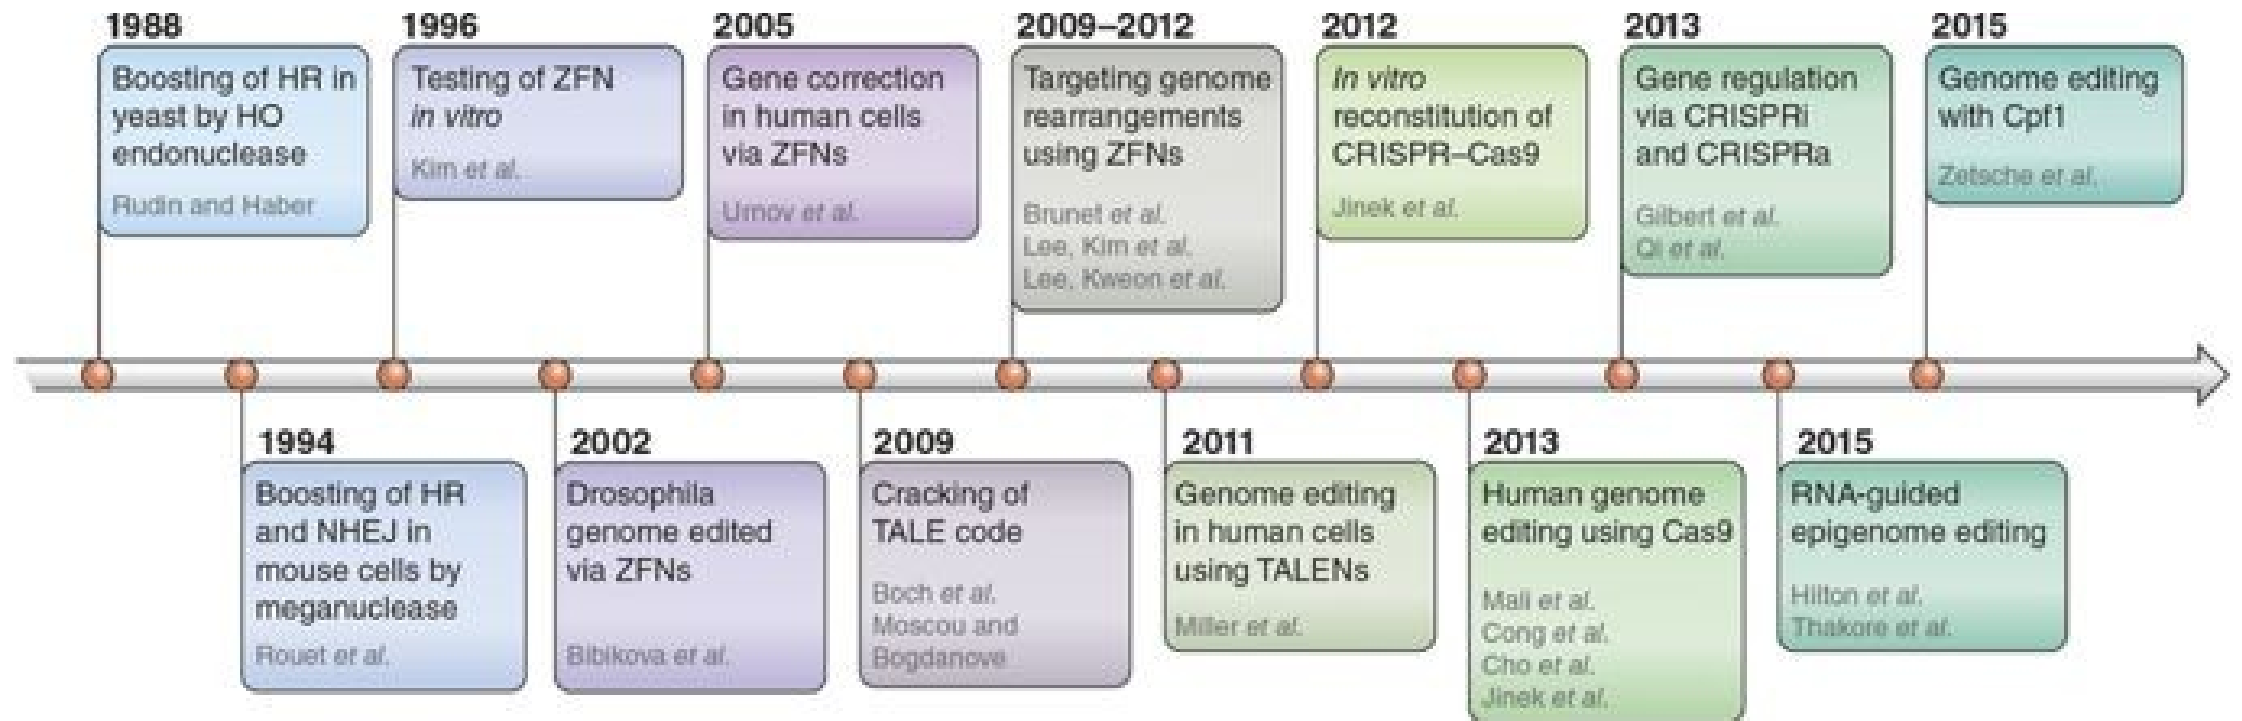 1988
Boosting of HR in
yeast by HO
endonuclease
Rudin and Haber
1994
Boosting of HR
and NHEJ in
mouse cells by
meganuclease
Rouet et al.
1996
Testing of ZFN
in vitro
Kim et al.
2002
Drosophila
genome edited
via ZFNs
Bibikova et al.
2005
Gene correction
in human cells
via ZFNs
Urnov et al.
2009
Cracking of
TALE code
Boch et al.
Moscou and
Bogdanove
2009–2012
Targeting genome
rearrangements
using ZFNs
Brunet et al.
Lee, Kim et al.
Lee, Kweon et al.
2011
Genome editing
in human cells
using TALENs
Miller et al.
2012
In vitro
reconstitution of
CRISPR–Cas9
Jinek et al.
2013
Human genome
editing using Cas9
Mali et al.
Cong et al.
Cho et al.
Jinek et al.
2013
Gene regulation
via CRISPRi
and CRISPRa
Gilbert et al.
Qi et al.
2015
RNA-guided
epigenome editing
Hilton et al.
Thakore et al.
2015
Genome editing
with Cpf1
Zetsche et al.